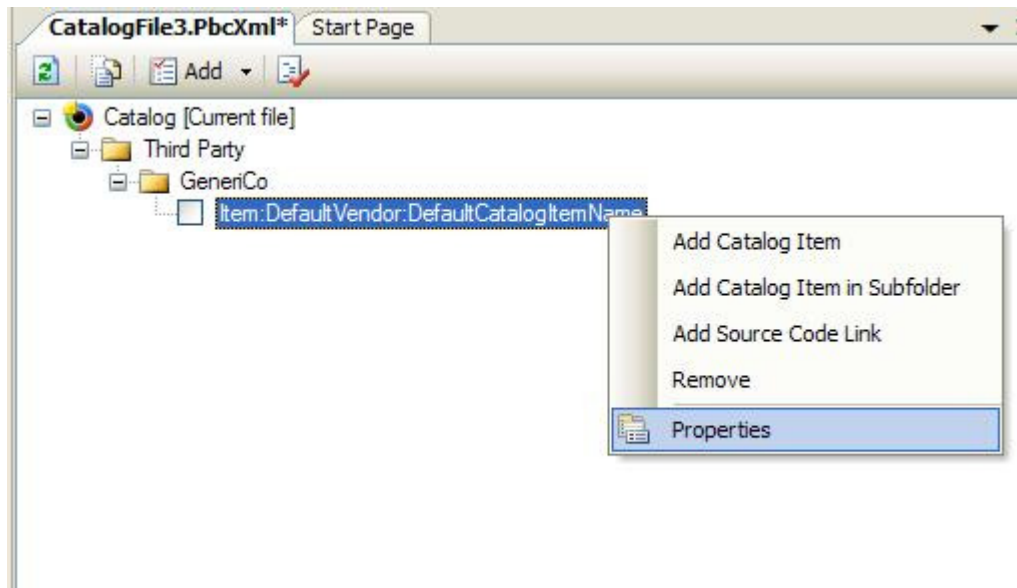 CatalogFile3.PbcXml* Start Page
Add
Catalog [Current file]
Third Party
GeneriCo
Item:DefaultVendor:DefaultCatalogItemName
Add Catalog Item
Add Catalog Item in Subfolder
Add Source Code Link
Remove
Properties